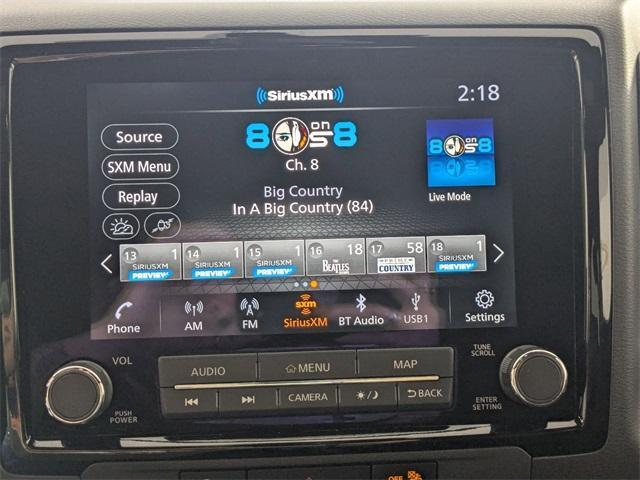 SiriusXM
2:18
80s on 8
Ch. 8
Source
SXM Menu
Replay
Big Country
In A Big Country (84)
80s on 8
Live Mode
13 1 SIRIUSXM PREVIEW
14 1 SIRIUSXM PREVIEW
15 1 SIRIUSXM PREVIEW
16 18 THE BEATLES
17 58 PRIME COUNTRY
18 1 SIRIUSXM PREVIEW
Phone
AM
FM
sxm
SiriusXM
BT Audio
USB1
Settings
VOL
PUSH
POWER
AUDIO
MENU
MAP
CAMERA
BACK
TUNE
SCROLL
ENTER
SETTING
OFF